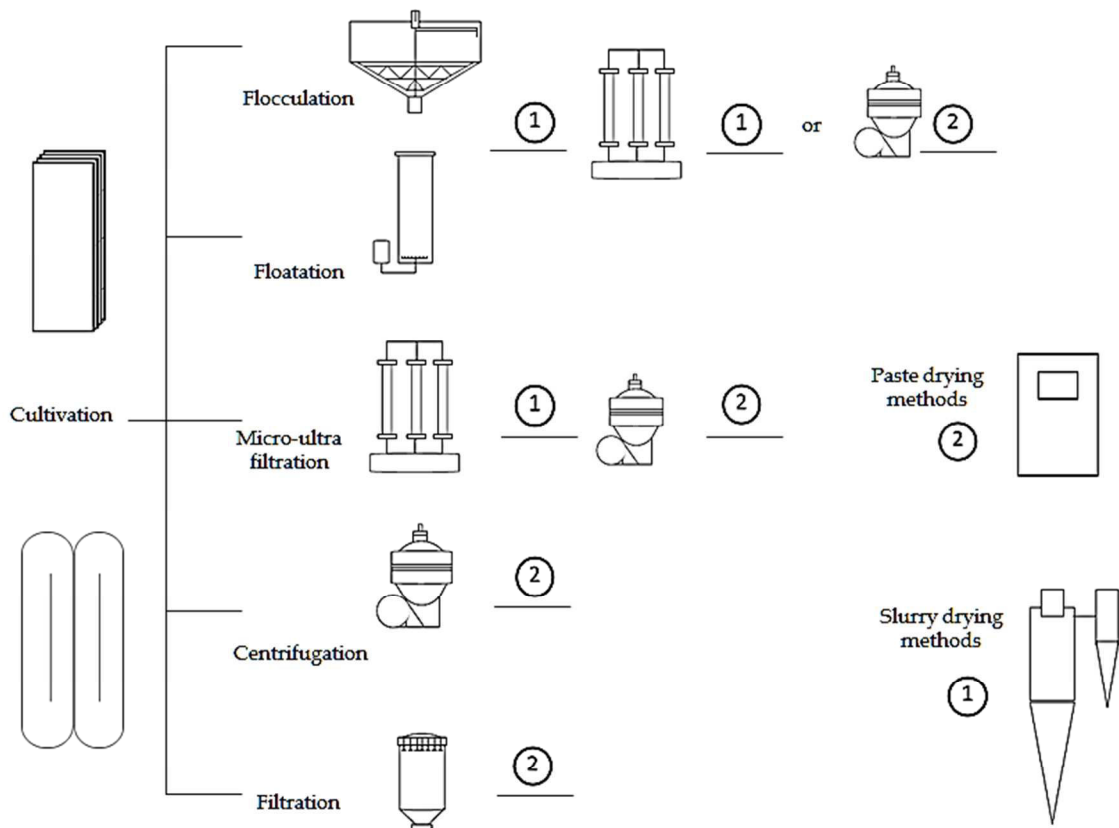 Flocculation
1
1
or
2
Floatation
Cultivation
Micro-ultra
filtration
1
2
Paste drying
methods
2
Centrifugation
2
Slurry drying
methods
1
Filtration
2